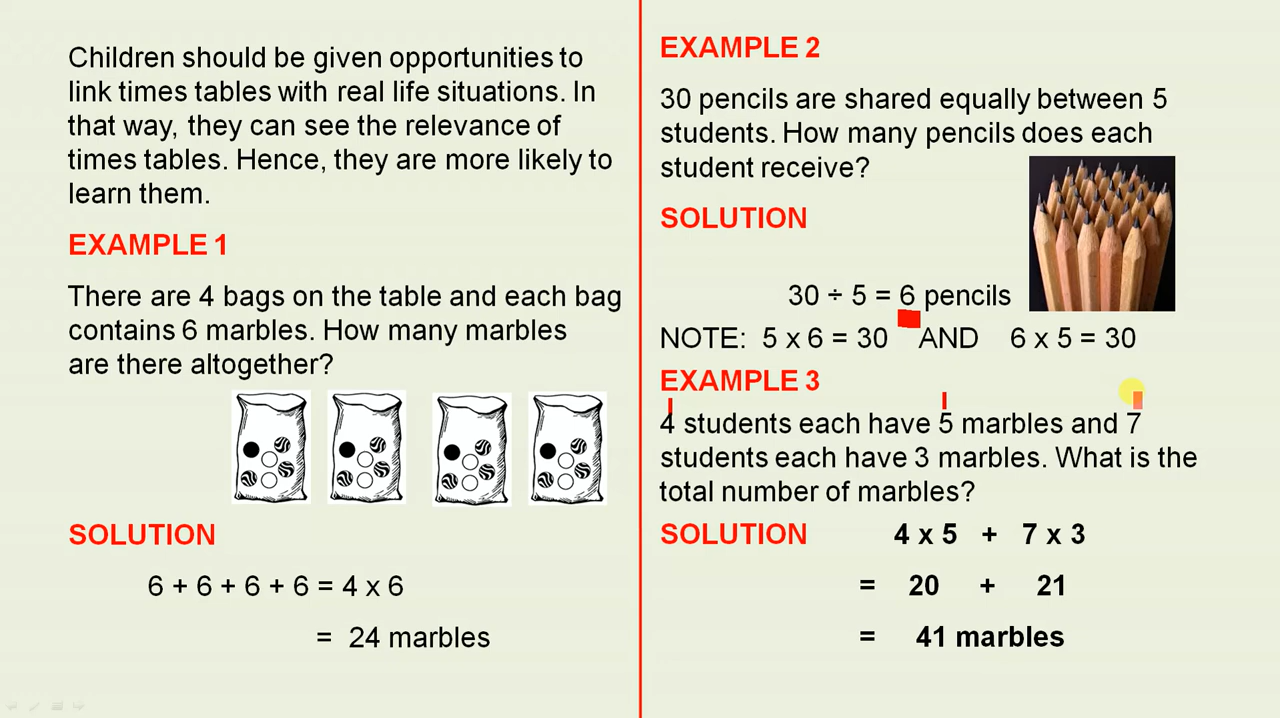 Children should be given opportunities to
link times tables with real life situations. In
that way, they can see the relevance of
times tables. Hence, they are more likely to
learn them.
EXAMPLE 1
There are 4 bags on the table and each bag
contains 6 marbles. How many marbles
are there altogether?
SOLUTION
6 + 6 + 6 + 6 = 4 x 6
= 24 marbles
EXAMPLE 2
30 pencils are shared equally between 5
students. How many pencils does each
student receive?
SOLUTION
30 ÷ 5 = 6 pencils
NOTE: 5 x 6 = 30 AND 6 x 5 = 30
EXAMPLE 3
4 students each have 5 marbles and 7
students each have 3 marbles. What is the
total number of marbles?
SOLUTION 4 x 5 + 7 x 3
= 20 + 21
= 41 marbles